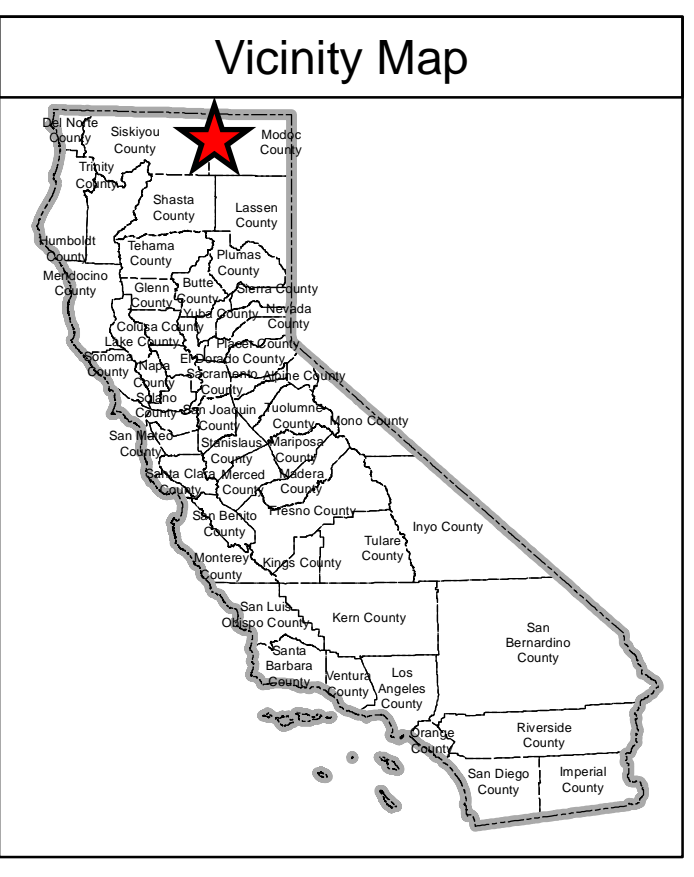 Vicinity Map
Del Norte
County
Siskiyou
County
Modoc
County
Trinity
County
Shasta
County
Lassen
County
Humboldt
County
Tehama
County
Plumas
County
Mendocino
County
Glenn
County
Butte
County
Sierra County
Yuba County
Nevada
County
Colusa County
Lake County
Placer County
Sonoma
County
Napa
County
El Dorado County
Sacramento
County
Alpine County
Solano
County
San Joaquin
County
Tuolumne
County
Mono County
San Mateo
County
Stanislaus
County
Mariposa
County
Santa Clara
County
Merced
County
Madera
County
San Benito
County
Fresno County
Inyo County
Monterey
County
Kings County
Tulare
County
San Luis
Obispo County
Kern County
San
Bernardino
County
Santa
Barbara
County
Ventura
County
Los
Angeles
County
Orange
County
Riverside
County
San Diego
County
Imperial
County